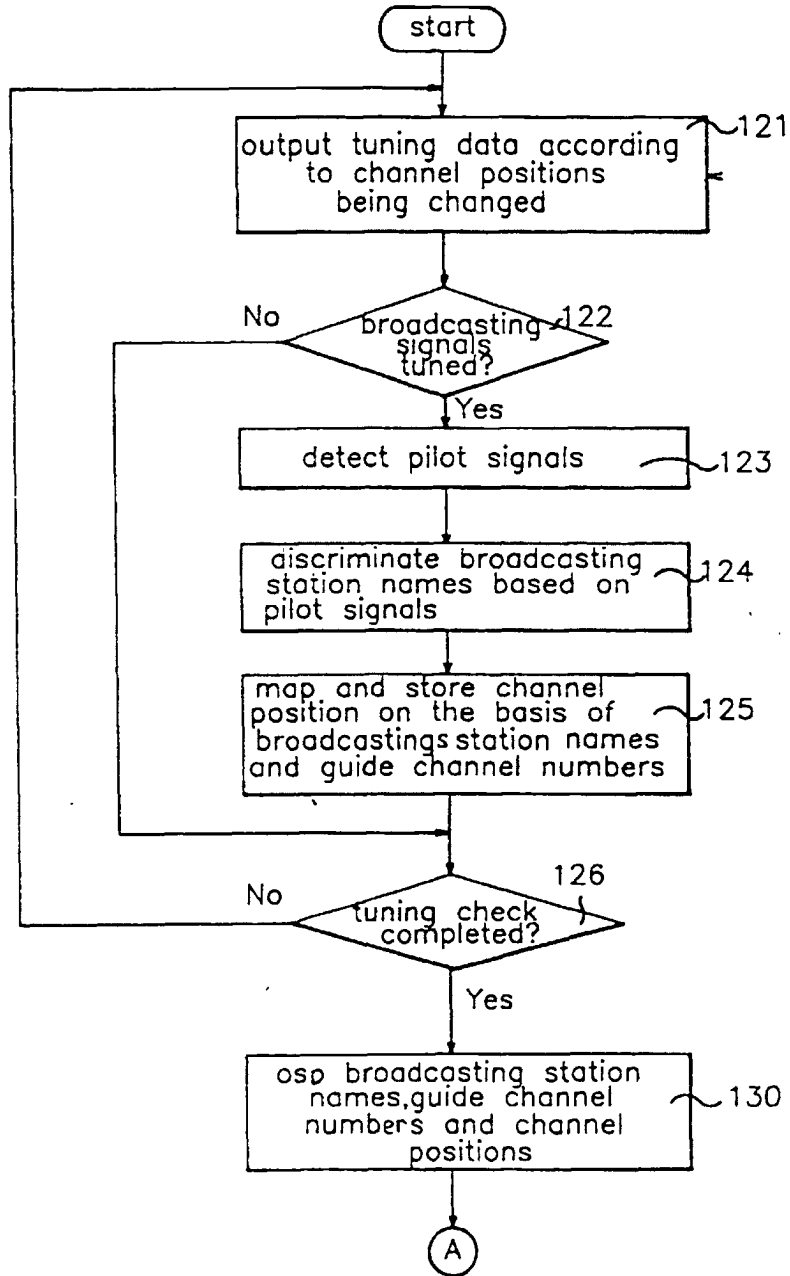 start
output tuning data according
to channel positions
being changed
121
No
broadcasting
signals
tuned?
122
Yes
detect pilot signals
123
discriminate broadcasting
station names based on
pilot signals
124
map and store channel
position on the basis of
broadcastings station names
and guide channel numbers
125
No
126
tuning check
completed?
Yes
osp broadcasting station
names,guide channel
numbers and channel
positions
130
A